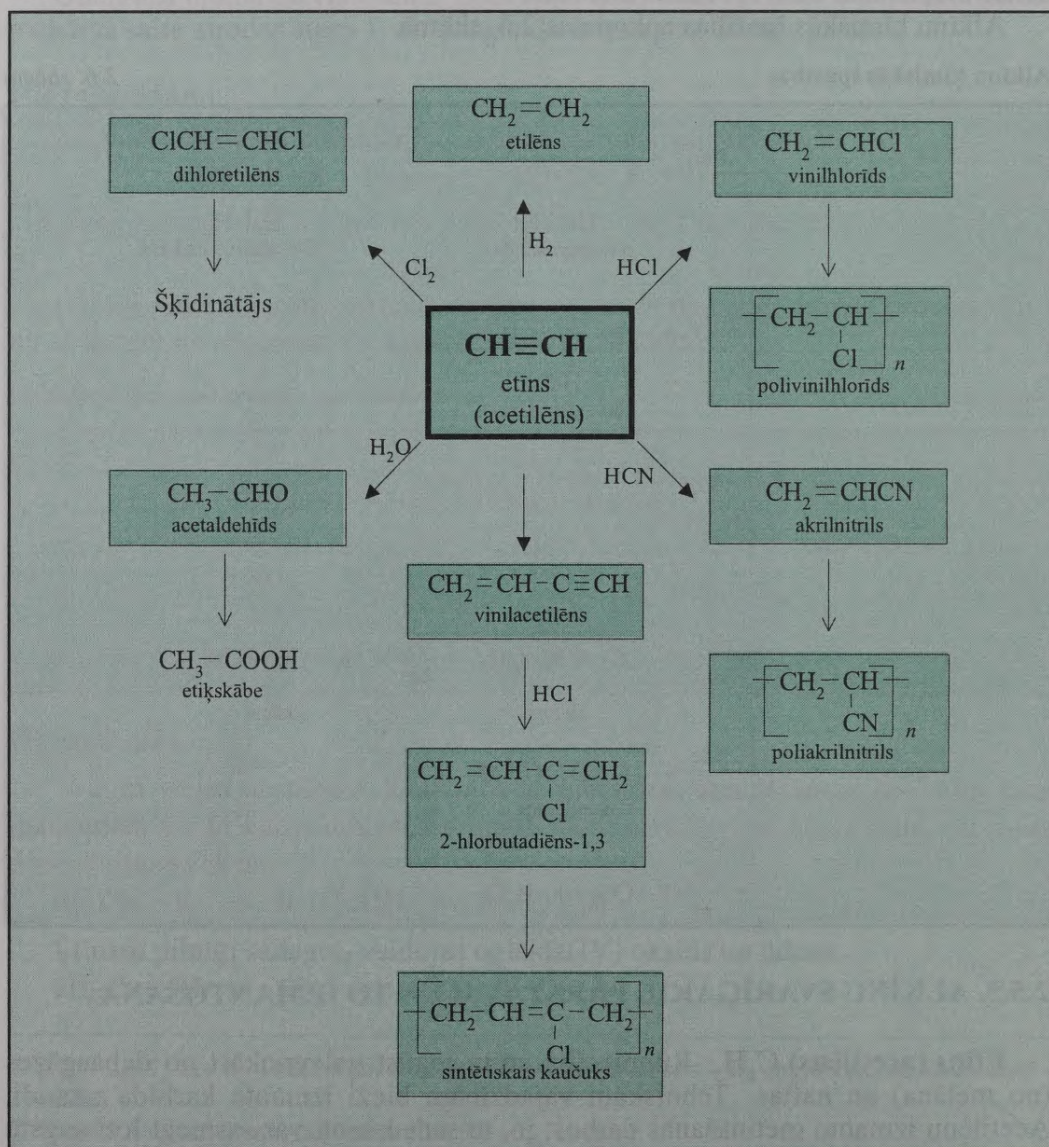 CH₂=CH₂
etilēns
ClCH=CHCl
dihloretilēns
CH₂=CHCl
vinilhlorīds
Cl₂
H₂
HCl
Šķīdinātājs
CH≡CH
etīns
(acetilēns)
[-CH₂-CH-]n
Cl
polivinilhlorīds
H₂O
HCN
CH₃-CHO
acetaldehīds
CH₂=CHCN
akrilnitrils
CH₂=CH-C≡CH
vinilacetilēns
CH₃-COOH
etiķskābe
HCl
[-CH₂-CH-]n
CN
poliakrilnitrils
CH₂=CH-C=CH₂
Cl
2-hlorbutadiēns-1,3
[-CH₂-CH=C-CH₂-]n
Cl
sintētiskais kaučuks